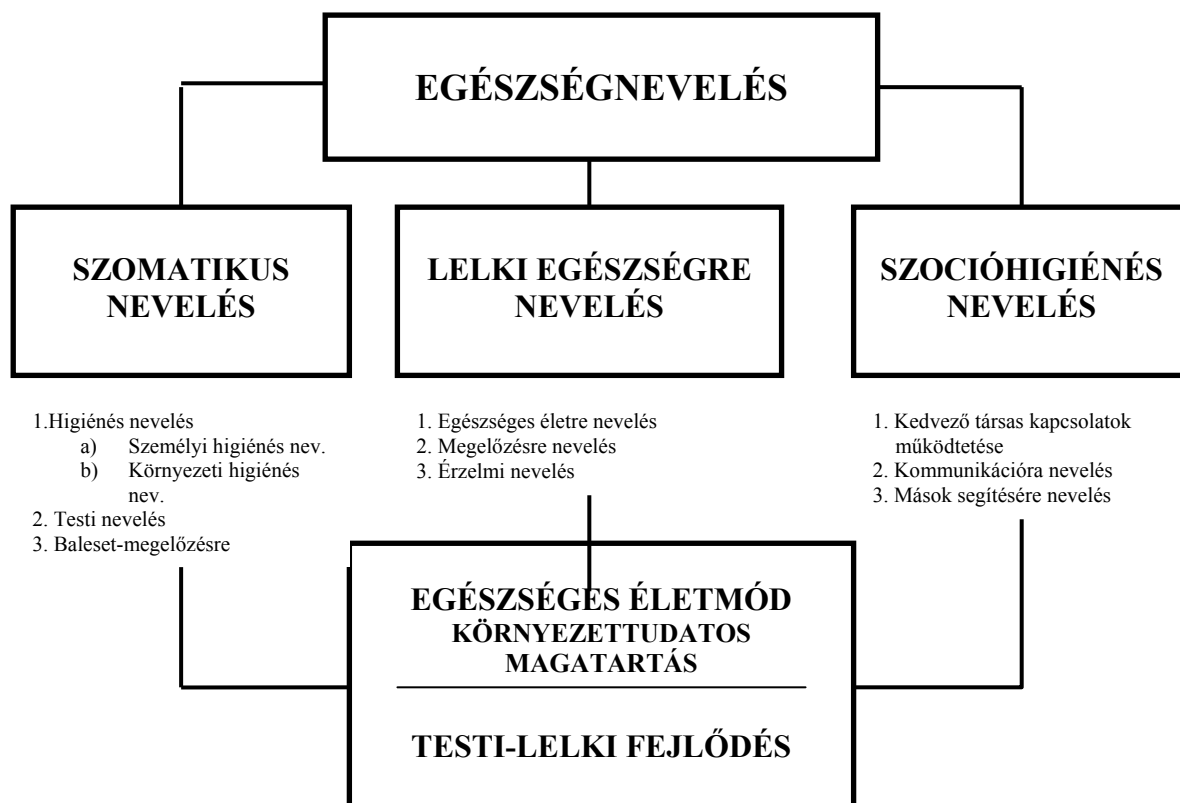 EGÉSZSÉGNEVELÉS
SZOMATIKUS
NEVELÉS
LELKI EGÉSZSÉGRE
NEVELÉS
SZOCIÓHIGIÉNÉS
NEVELÉS
1.Higiénés nevelés
a) Személyi higiénés nev.
b) Környezeti higiénés
nev.
2. Testi nevelés
3. Baleset-megelőzésre
1. Egészséges életre nevelés
2. Megelőzésre nevelés
3. Érzelmi nevelés
1. Kedvező társas kapcsolatok
működtetése
2. Kommunikációra nevelés
3. Mások segítésére nevelés
EGÉSZSÉGES ÉLETMÓD
KÖRNYEZETTUDATOS
MAGATARTÁS
TESTI-LELKI FEJLŐDÉS